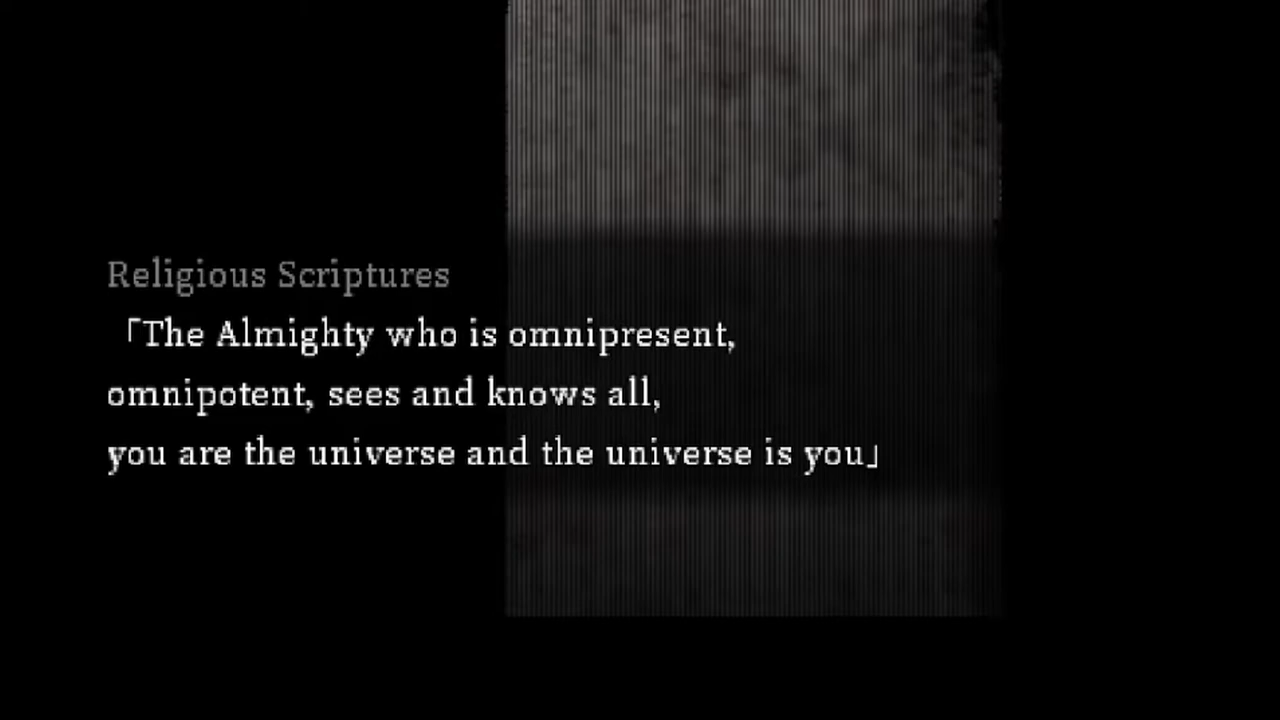 Religious Scriptures
「The Almighty who is omnipresent,
omnipotent, sees and knows all,
you are the universe and the universe is you」